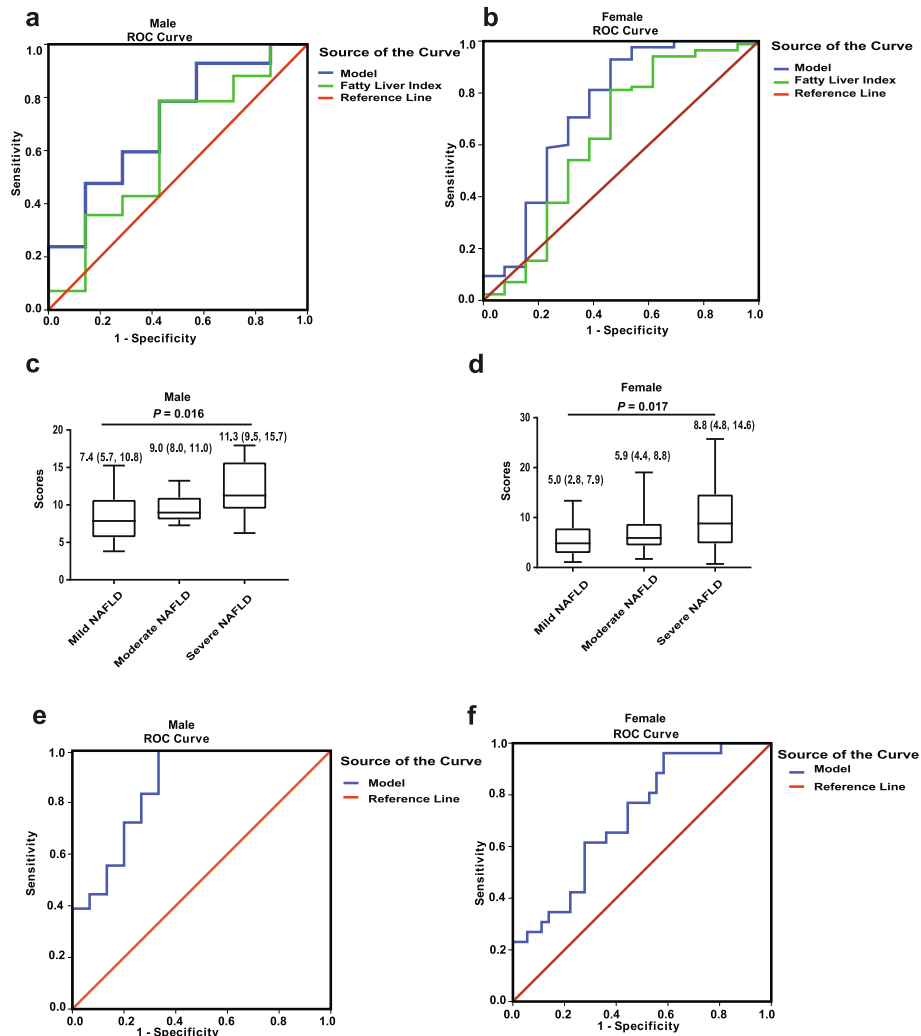 a
Male
ROC Curve
1.0
0.8
0.6
0.4
0.2
0.0
Sensitivity
0.0 0.2 0.4 0.6 0.8 1.0
1 - Specificity
Source of the Curve
Model
Fatty Liver Index
Reference Line
b
Female
ROC Curve
1.0
0.8
0.6
0.4
0.2
0.0
Sensitivity
0.0 0.2 0.4 0.6 0.8 1.0
1 - Specificity
Source of the Curve
Model
Fatty Liver Index
Reference Line
c
Male
P = 0.016
20
15
10
5
0
Scores
7.4 (5.7, 10.8)
9.0 (8.0, 11.0)
11.3 (9.5, 15.7)
Mild NAFLD
Moderate NAFLD
Severe NAFLD
d
Female
P = 0.017
30
20
10
0
Scores
5.0 (2.8, 7.9)
5.9 (4.4, 8.8)
8.8 (4.8, 14.6)
Mild NAFLD
Moderate NAFLD
Severe NAFLD
e
Male
ROC Curve
1.0
0.8
0.6
0.4
0.2
0.0
Sensitivity
0.0 0.2 0.4 0.6 0.8 1.0
1 - Specificity
Source of the Curve
Model
Reference Line
f
Female
ROC Curve
1.0
0.8
0.6
0.4
0.2
0.0
Sensitivity
0.0 0.2 0.4 0.6 0.8 1.0
1 - Specificity
Source of the Curve
Model
Reference Line